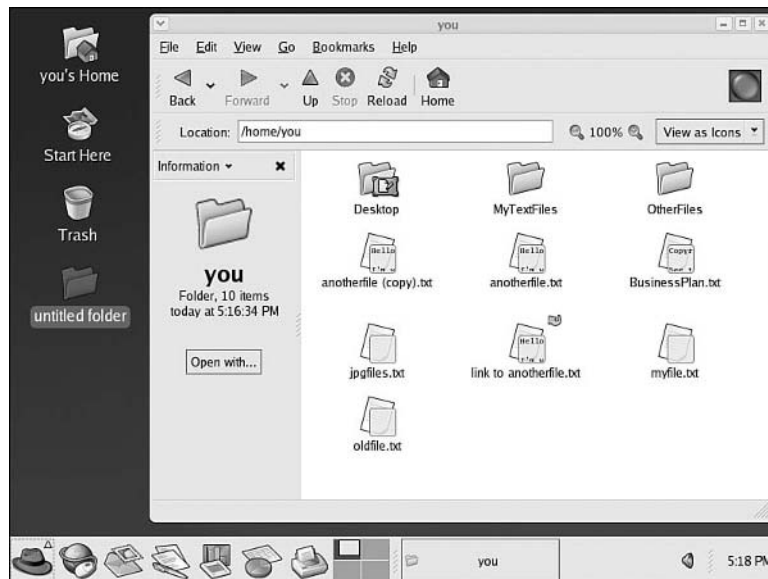 you
File Edit View Go Bookmarks Help
Back Forward Up Stop Reload Home
Location: /home/you 100% View as Icons
Information
you
Folder, 10 items
today at 5:16:34 PM
Open with...
Desktop MyTextFiles OtherFiles
anotherfile (copy).txt anotherfile.txt BusinessPlan.txt
jpgfiles.txt link to anotherfile.txt myfile.txt
oldfile.txt
you's Home
Start Here
Trash
untitled folder
you 5:18 PM